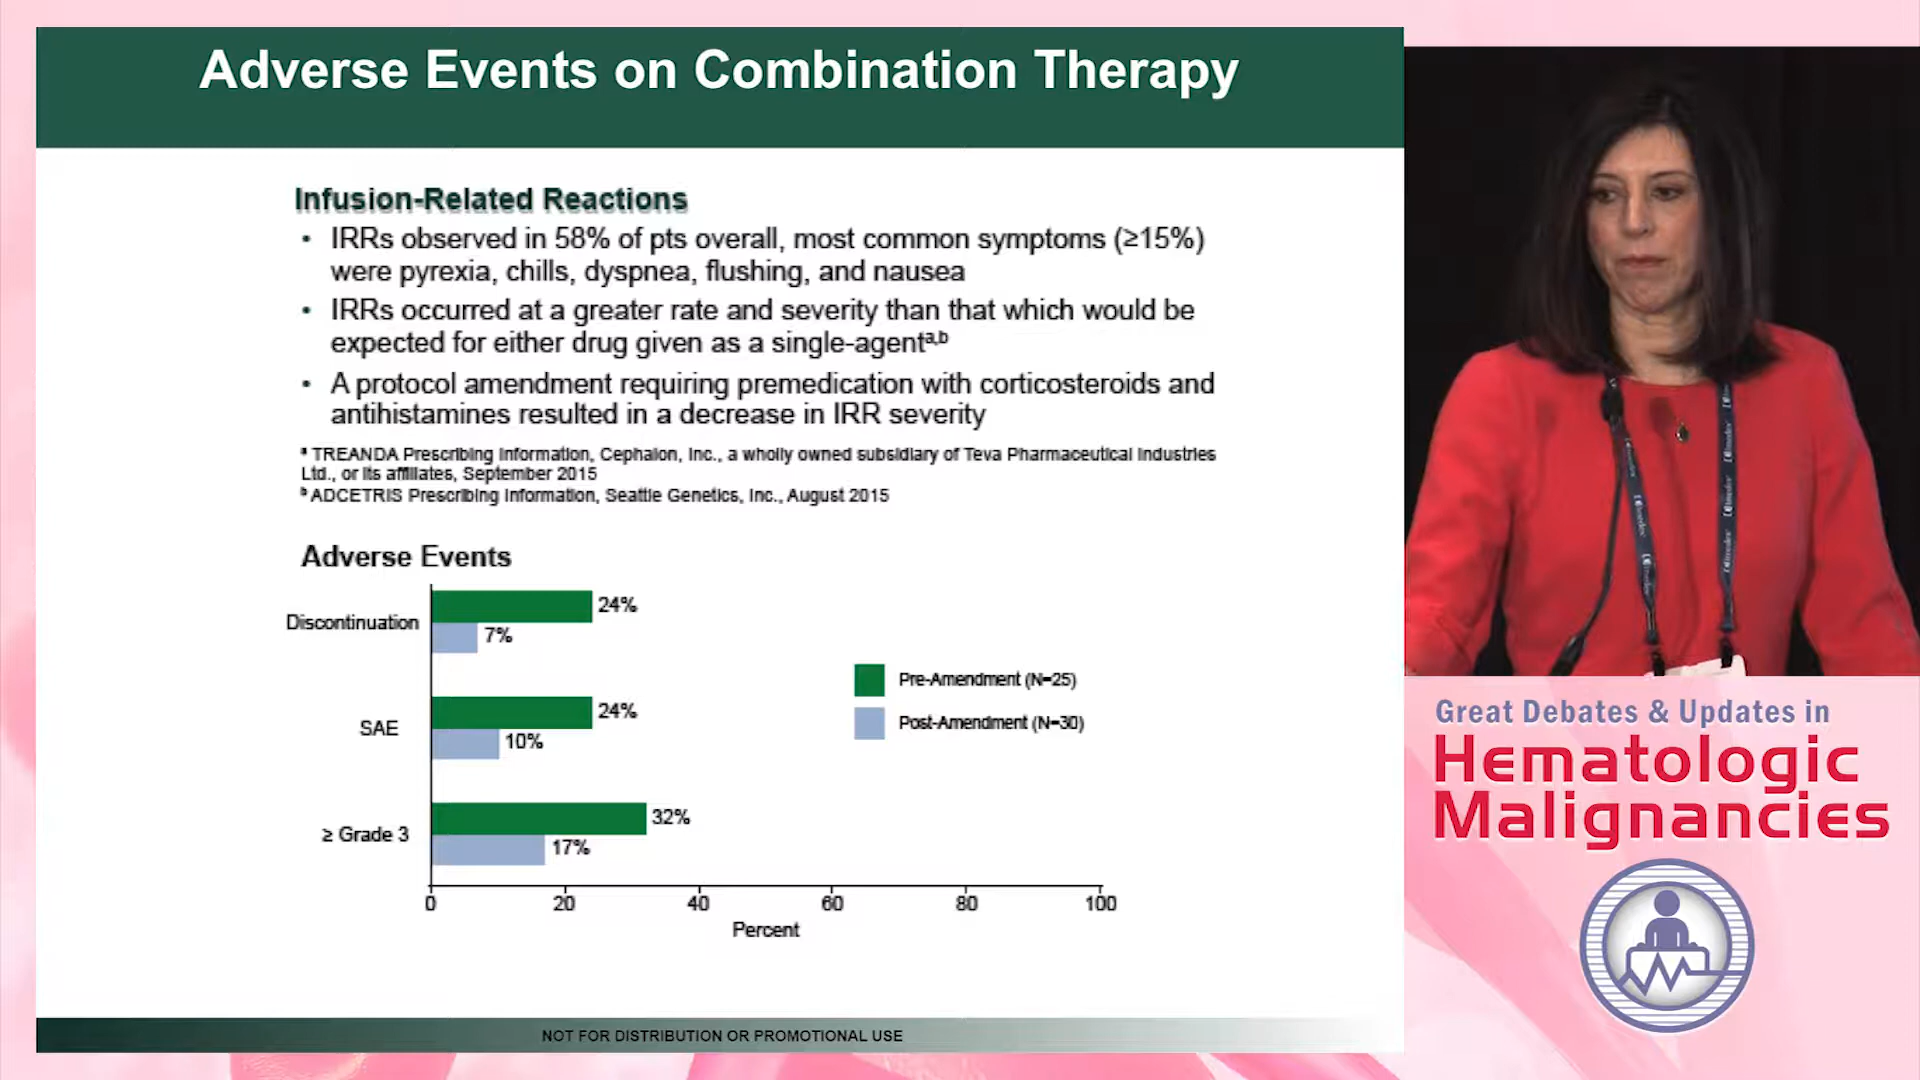 Adverse Events on Combination Therapy
Infusion-Related Reactions
• IRRs observed in 58% of pts overall, most common symptoms (≥15%)
were pyrexia, chills, dyspnea, flushing, and nausea
• IRRs occurred at a greater rate and severity than that which would be
expected for either drug given as a single-agent a,b
• A protocol amendment requiring premedication with corticosteroids and
antihistamines resulted in a decrease in IRR severity
a TREANDA Prescribing Information, Cephalon, Inc., a wholly owned subsidiary of Teva Pharmaceutical Industries
Ltd., or its affiliates, September 2015
b ADCETRIS Prescribing Information, Seattle Genetics, Inc., August 2015
Adverse Events
Discontinuation
24%
7%
SAE
24%
10%
≥ Grade 3
32%
17%
Pre-Amendment (N=25)
Post-Amendment (N=30)
0 20 40 60 80 100
Percent
NOT FOR DISTRIBUTION OR PROMOTIONAL USE
Great Debates & Updates in
Hematologic
Malignancies